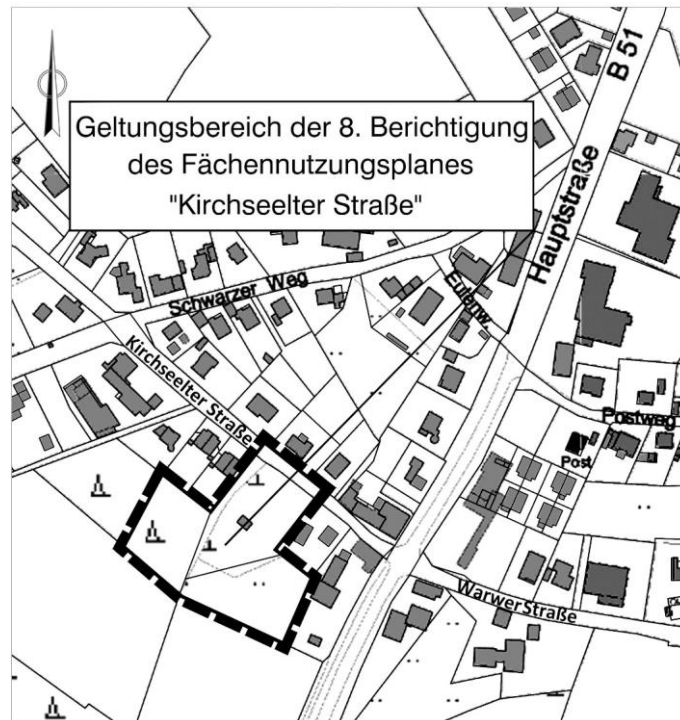 Geltungsbereich der 8. Berichtigung
des Fächennutzungsplanes
"Kirchseelter Straße"
B 51
Hauptstraße
Eulenw.
Schwarzer Weg
Kirchseelter Straße
Postweg
Post
Warwer Straße